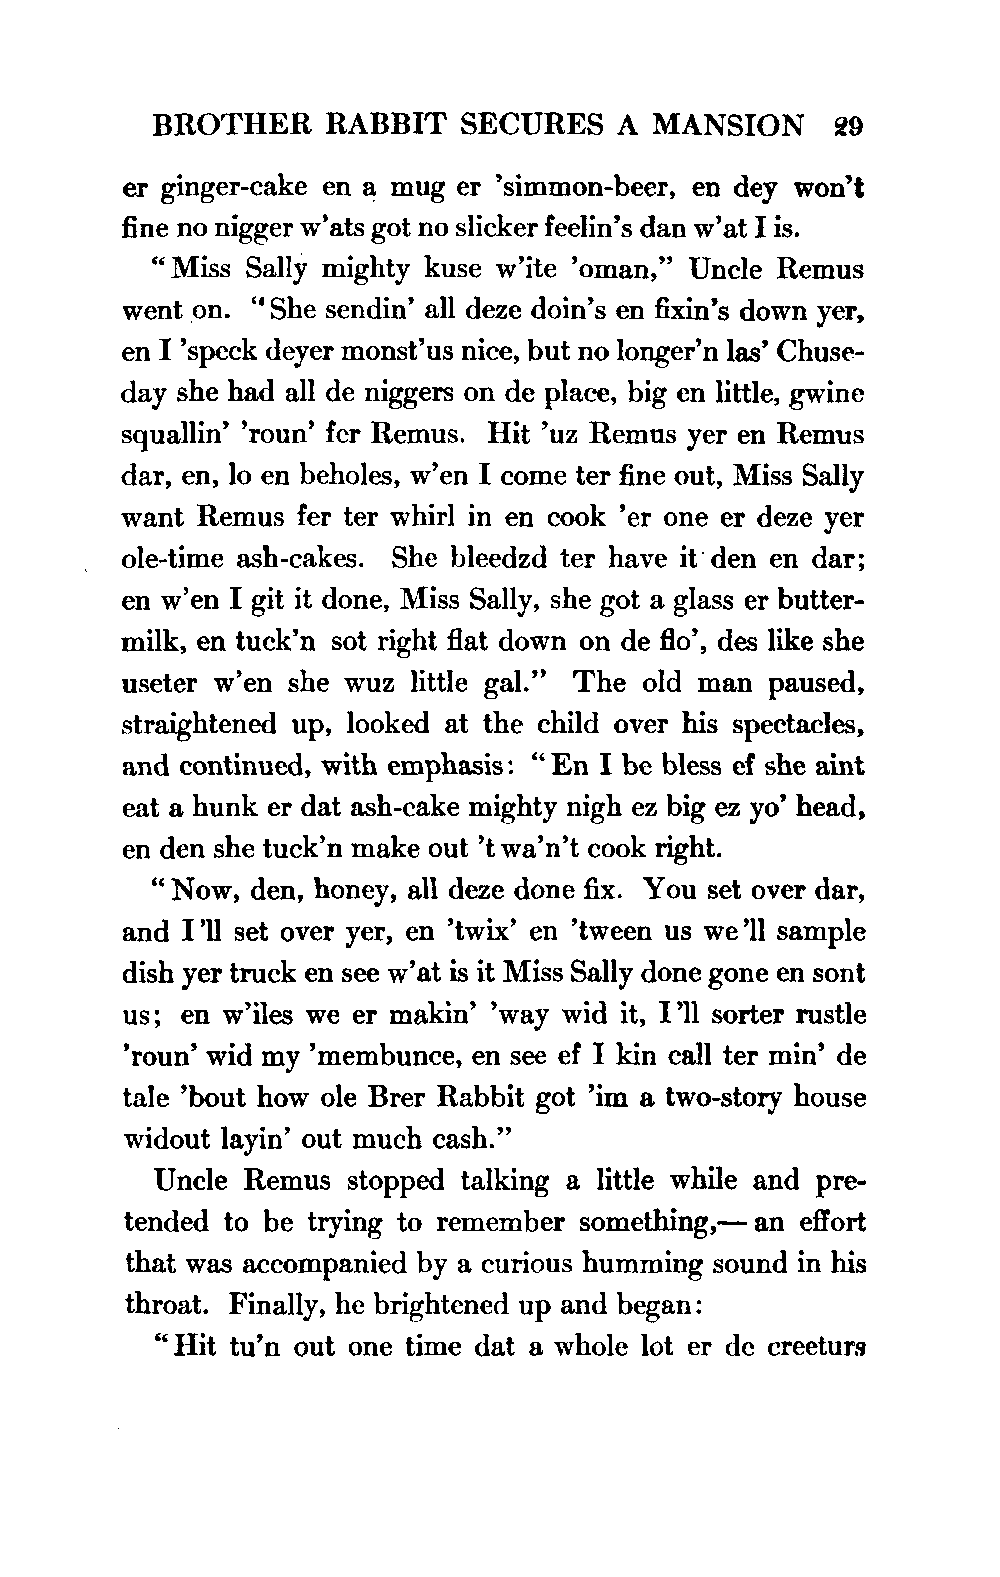 BROTHER RABBIT SECURES A MANSION 29
er ginger-cake en a mug er 'simmon-beer, en dey won't
fine no nigger w'ats got no slicker feelin's dan w'at I is.
"Miss Sally mighty kuse w'ite 'oman," Uncle Remus
went on. "She sendin' all deze doin's en fixin's down yer,
en I 'speck deyer monst'us nice, but no longer'n las' Chuse-
day she had all de niggers on de place, big en little, gwine
squallin' 'roun' fer Remus. Hit 'uz Remus yer en Remus
dar, en, lo en beholes, w'en I come ter fine out, Miss Sally
want Remus fer ter whirl in en cook 'er one er deze yer
ole-time ash-cakes. She bleedzd ter have it den en dar;
en w'en I git it done, Miss Sally, she got a glass er butter-
milk, en tuck'n sot right flat down on de flo', des like she
useter w'en she wuz little gal." The old man paused,
straightened up, looked at the child over his spectacles,
and continued, with emphasis: "En I be bless ef she aint
eat a hunk er dat ash-cake mighty nigh ez big ez yo' head,
en den she tuck'n make out 't wa'n't cook right.
"Now, den, honey, all deze done fix. You set over dar,
and I'll set over yer, en 'twix' en 'tween us we'll sample
dish yer truck en see w'at is it Miss Sally done gone en sont
us; en w'iles we er makin' 'way wid it, I'll sorter rustle
'roun' wid my 'membunce, en see ef I kin call ter min' de
tale 'bout how ole Brer Rabbit got 'im a two-story house
widout layin' out much cash."
Uncle Remus stopped talking a little while and pre-
tended to be trying to remember something,— an effort
that was accompanied by a curious humming sound in his
throat. Finally, he brightened up and began:
"Hit tu'n out one time dat a whole lot er de creeturs